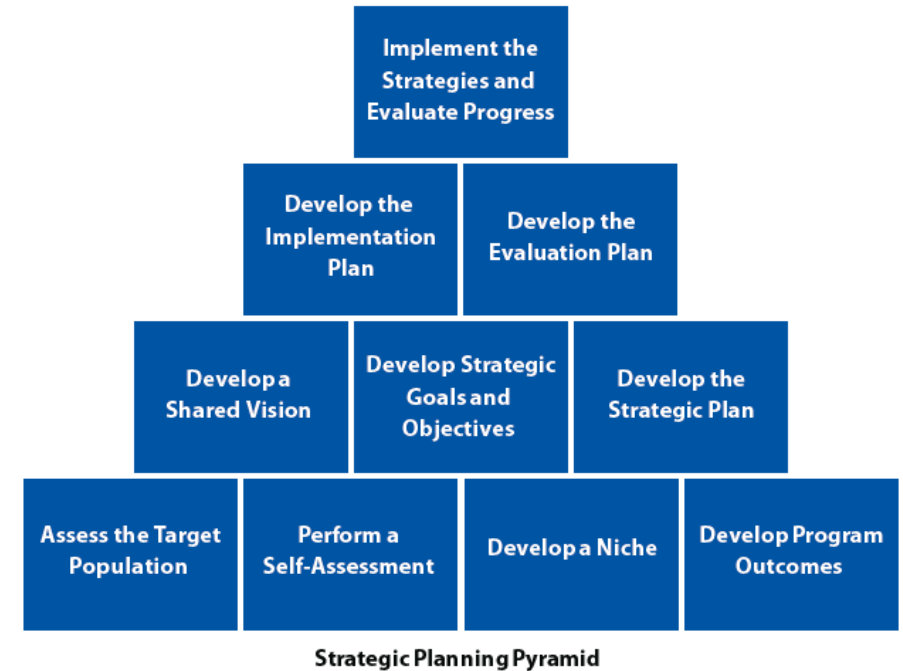 Implement the
Strategies and
Evaluate Progress
Develop the
Implementation
Plan
Develop the
Evaluation Plan
Develop a
Shared Vision
Develop Strategic
Goals and
Objectives
Develop the
Strategic Plan
Assess the Target
Population
Perform a
Self-Assessment
Develop a Niche
Develop Program
Outcomes
Strategic Planning Pyramid